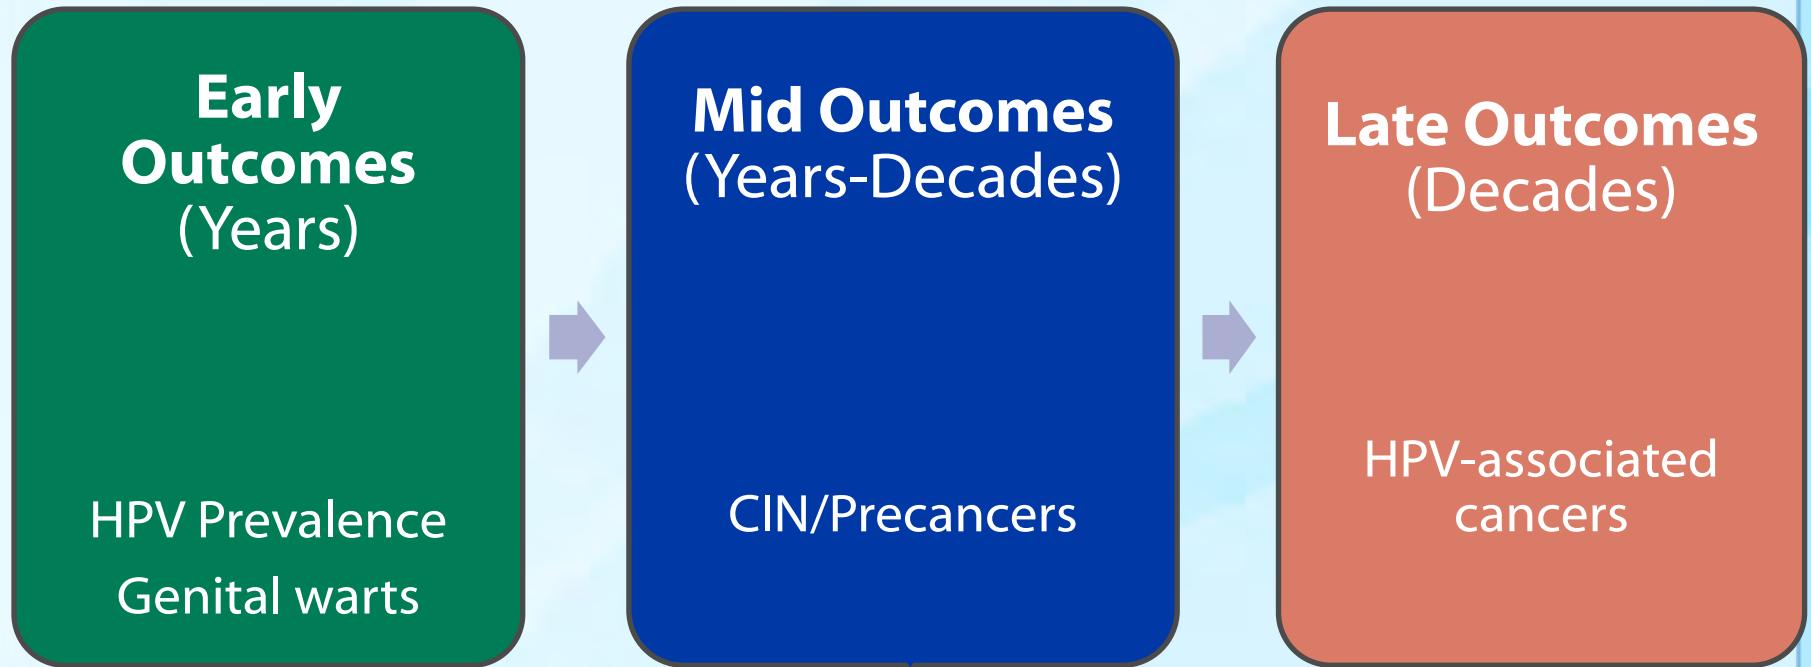 Early
Outcomes
(Years)
HPV Prevalence
Genital warts
Mid Outcomes
(Years-Decades)
CIN/Precancers
Late Outcomes
(Decades)
HPV-associated
cancers